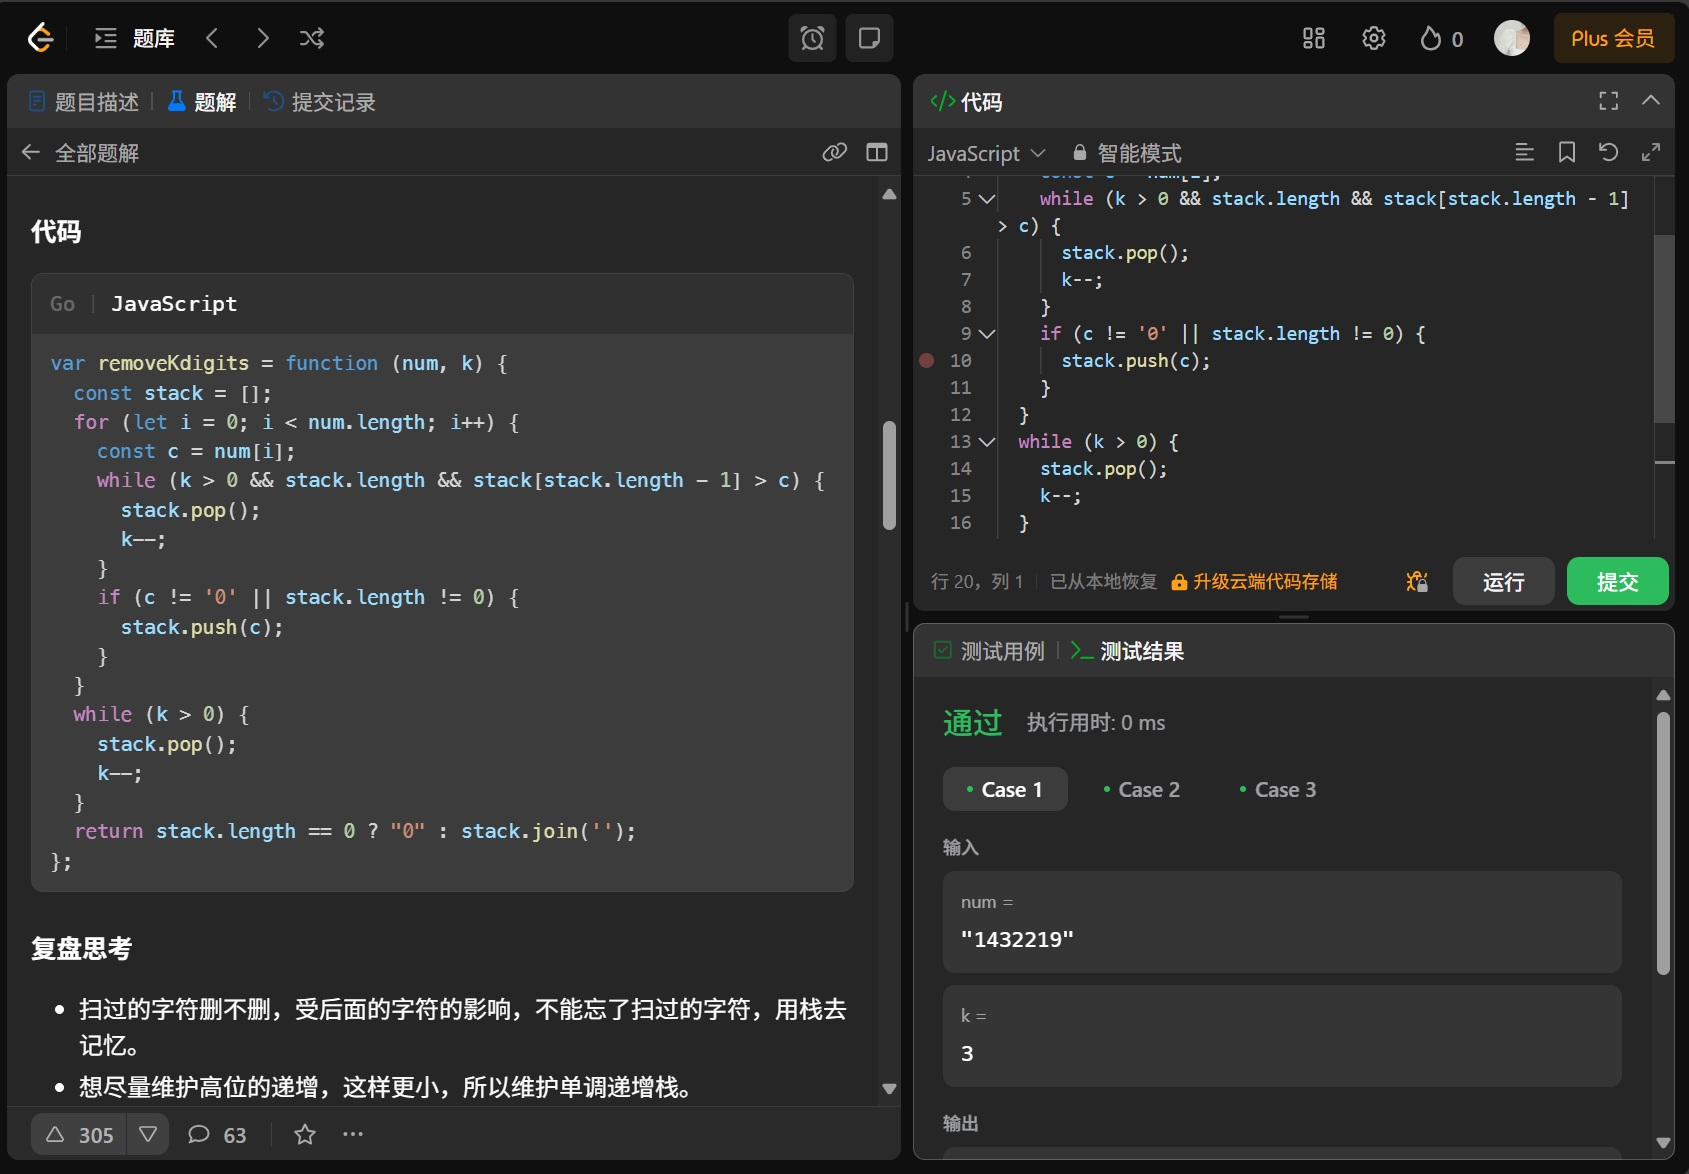 题库
0
Plus 会员
题目描述
题解
提交记录
全部题解
代码
Go
JavaScript
var removeKdigits = function (num, k) {
const stack = [];
for (let i = 0; i < num.length; i++) {
const c = num[i];
while (k > 0 && stack.length && stack[stack.length - 1] > c) {
stack.pop();
k--;
}
if (c != '0' || stack.length != 0) {
stack.push(c);
}
}
while (k > 0) {
stack.pop();
k--;
}
return stack.length == 0 ? "0" : stack.join('');
};
复盘思考
• 扫过的字符删不删，受后面的字符的影响，不能忘了扫过的字符，用栈去
记忆。
• 想尽量维护高位的递增，这样更小，所以维护单调递增栈。
305
63
</> 代码
JavaScript
智能模式
4 const c = num[i];
5 while (k > 0 && stack.length && stack[stack.length - 1]
> c) {
6 stack.pop();
7 k--;
8 }
9 if (c != '0' || stack.length != 0) {
10 stack.push(c);
11 }
12 }
13 while (k > 0) {
14 stack.pop();
15 k--;
16 }
行 20，列 1
已从本地恢复
升级云端代码存储
运行
提交
测试用例
测试结果
通过
执行用时: 0 ms
• Case 1
• Case 2
• Case 3
输入
num =
"1432219"
k =
3
输出